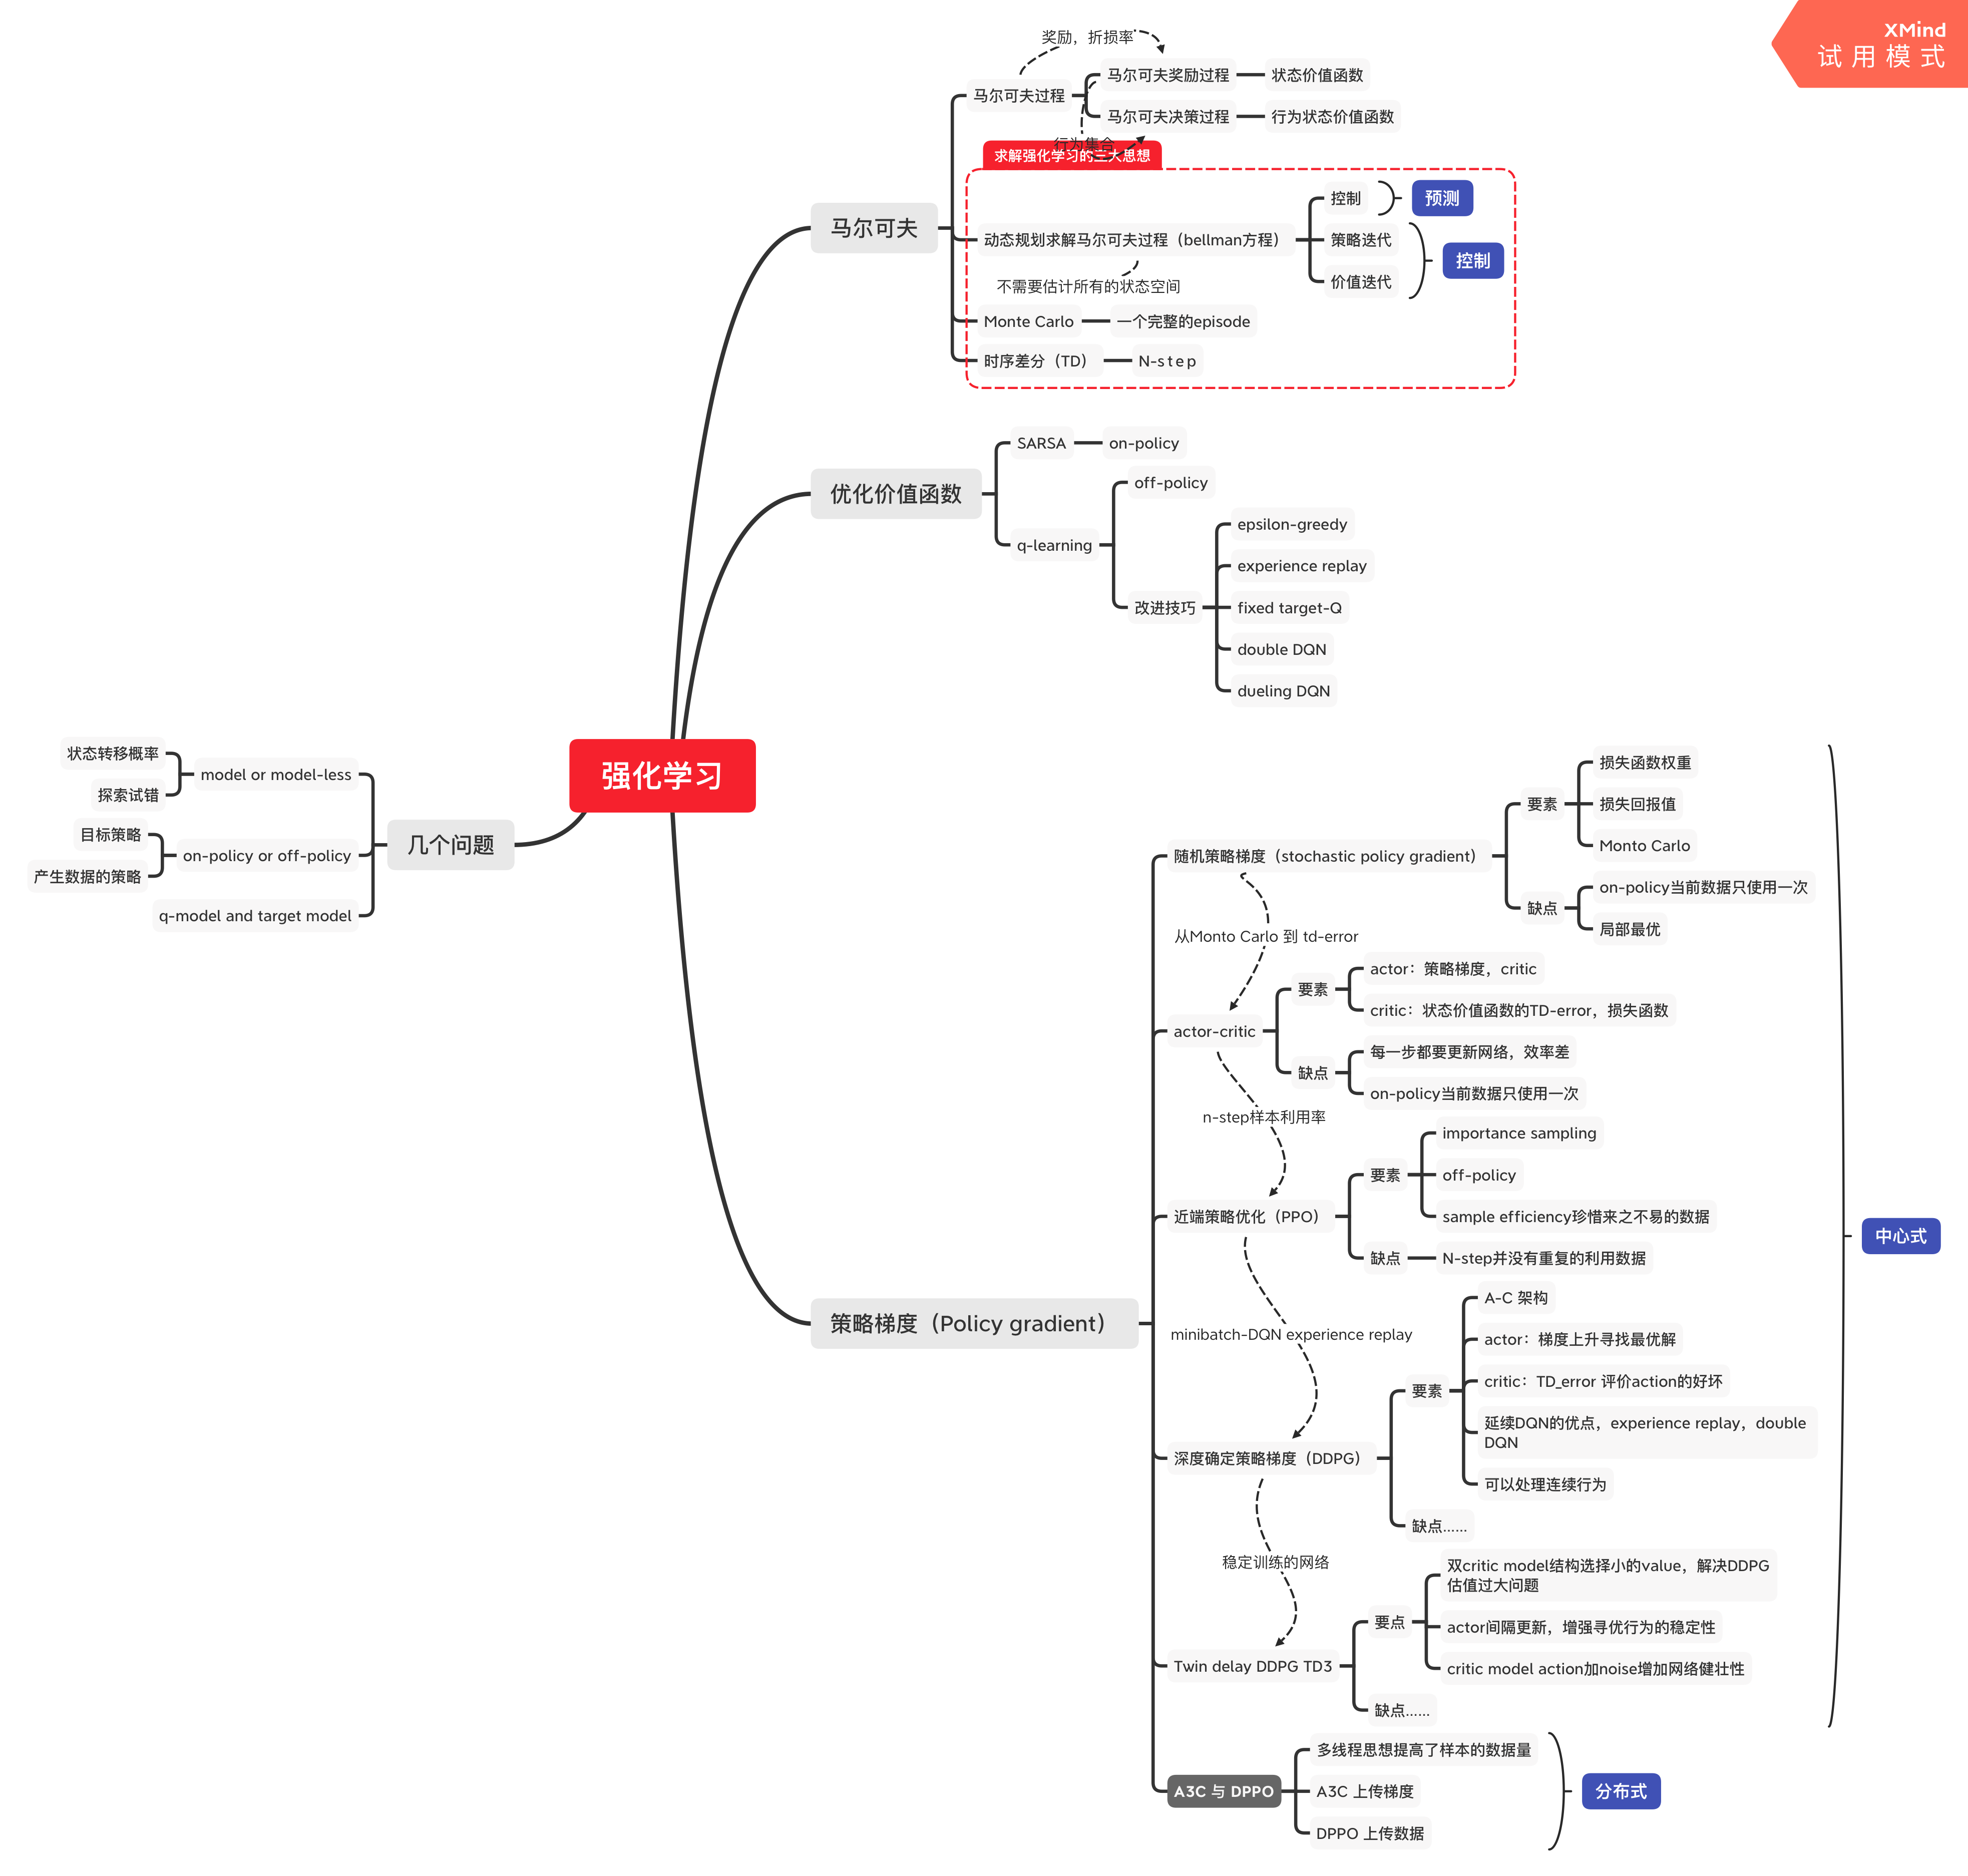 XMind
试用模式
奖励，折损率
马尔可夫过程
马尔可夫奖励过程
状态价值函数
马尔可夫决策过程
行为状态价值函数
行为集合
求解强化学习的三大思想
马尔可夫
动态规划求解马尔可夫过程（bellman方程）
控制
预测
策略迭代
价值迭代
控制
不需要估计所有的状态空间
Monte Carlo
一个完整的episode
时序差分（TD）
N-step
优化价值函数
SARSA
on-policy
q-learning
off-policy
改进技巧
epsilon-greedy
experience replay
fixed target-Q
double DQN
dueling DQN
强化学习
几个问题
model or model-less
状态转移概率
探索试错
on-policy or off-policy
目标策略
产生数据的策略
q-model and target model
策略梯度（Policy gradient）
随机策略梯度（stochastic policy gradient）
要素
损失函数权重
损失回报值
Monto Carlo
缺点
on-policy当前数据只使用一次
局部最优
从Monto Carlo 到 td-error
actor-critic
要素
actor：策略梯度，critic
critic：状态价值函数的TD-error，损失函数
缺点
每一步都要更新网络，效率差
on-policy当前数据只使用一次
n-step样本利用率
近端策略优化（PPO）
要素
importance sampling
off-policy
sample efficiency珍惜来之不易的数据
缺点
N-step并没有重复的利用数据
minibatch-DQN experience replay
深度确定策略梯度（DDPG）
要素
A-C 架构
actor：梯度上升寻找最优解
critic：TD_error 评价action的好坏
延续DQN的优点，experience replay，double
DQN
可以处理连续行为
缺点……
稳定训练的网络
Twin delay DDPG TD3
要点
双critic model结构选择小的value，解决DDPG
估值过大问题
actor间隔更新，增强寻优行为的稳定性
critic model action加noise增加网络健壮性
缺点……
中心式
A3C 与 DPPO
多线程思想提高了样本的数据量
A3C 上传梯度
DPPO 上传数据
分布式